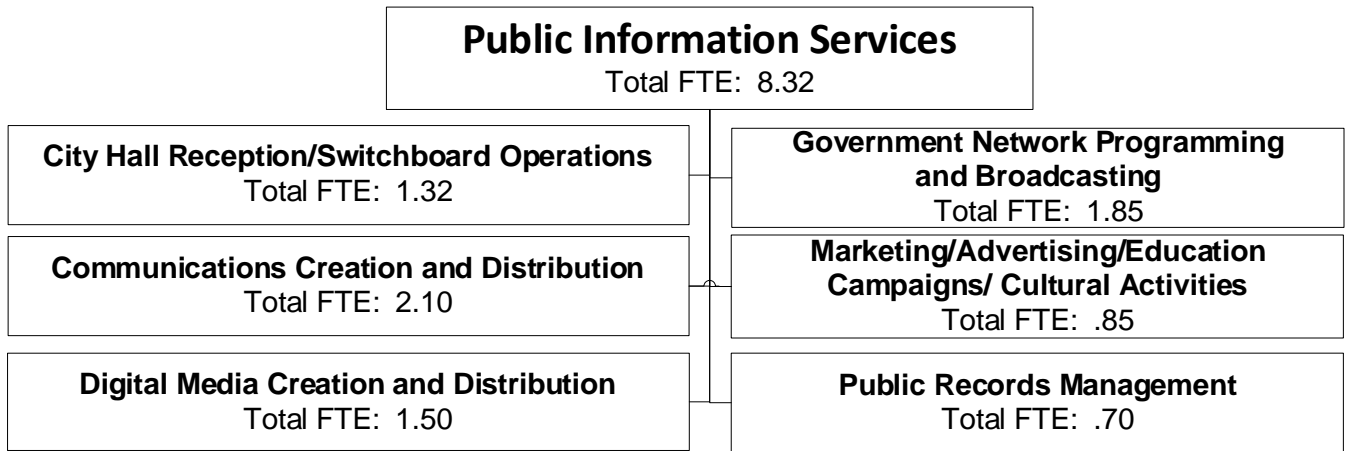 Public Information Services
Total FTE:  8.32
City Hall Reception/Switchboard Operations
Total FTE:  1.32
Government Network Programming
and Broadcasting
Total FTE:  1.85
Communications Creation and Distribution
Total FTE:  2.10
Marketing/Advertising/Education
Campaigns/ Cultural Activities
Total FTE:  .85
Digital Media Creation and Distribution
Total FTE:  1.50
Public Records Management
Total FTE:  .70